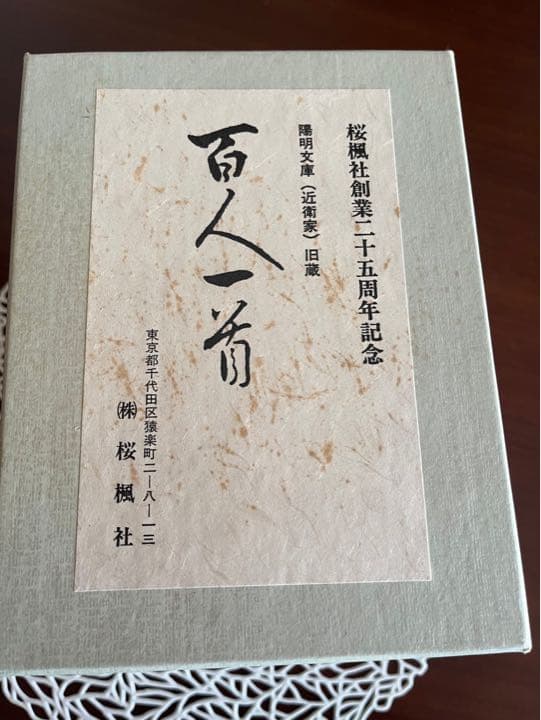 桜楓社創業二十五周年記念
陽明文庫（近衛家）旧蔵
百人一首
東京都千代田区猿楽町二―八―一三
㈱桜楓社